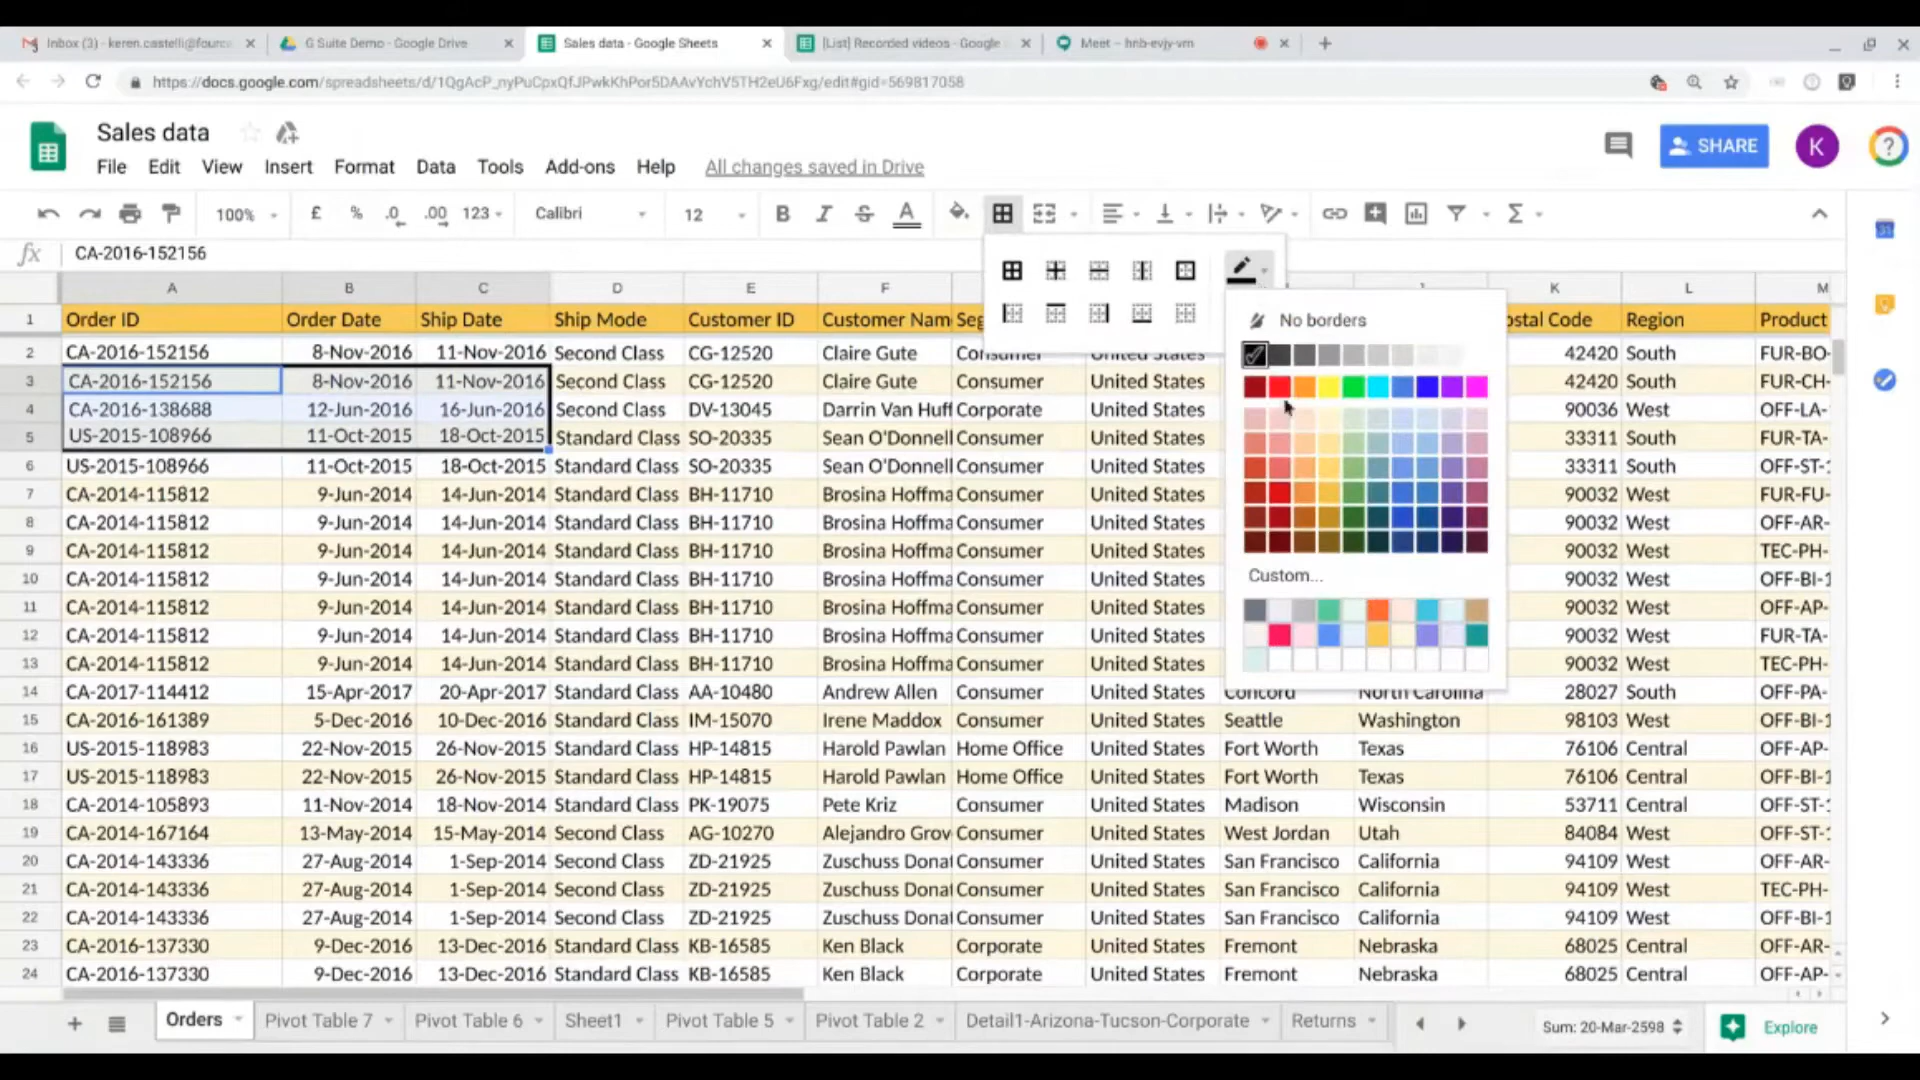 Inbox (3) - keren.castelli@fource
G Suite Demo - Google Drive
Sales data - Google Sheets
[List] Recorded videos - Google
Meet – hnb-evjy-vrn
https://docs.google.com/spreadsheets/d/1QgAcP_nyPuCpxQfJPwkKhPor5DAAvYchV5TH2eU6Fxg/edit#gid=569817058
Sales data
SHARE
K
?
File Edit View Insert Format Data Tools Add-ons Help All changes saved in Drive
100% £ % .0 .00 123 Calibri 12 B I S A Σ
fx CA-2016-152156
A B C D E F K L M
1 Order ID Order Date Ship Date Ship Mode Customer ID Customer Nam Seg ostal Code Region Product
No borders
2 CA-2016-152156 8-Nov-2016 11-Nov-2016 Second Class CG-12520 Claire Gute Consumer United States 42420 South FUR-BO-
3 CA-2016-152156 8-Nov-2016 11-Nov-2016 Second Class CG-12520 Claire Gute Consumer United States 42420 South FUR-CH-
4 CA-2016-138688 12-Jun-2016 16-Jun-2016 Second Class DV-13045 Darrin Van Huff Corporate United States 90036 West OFF-LA-
5 US-2015-108966 11-Oct-2015 18-Oct-2015 Standard Class SO-20335 Sean O'Donnell Consumer United States 33311 South FUR-TA-
6 US-2015-108966 11-Oct-2015 18-Oct-2015 Standard Class SO-20335 Sean O'Donnell Consumer United States 33311 South OFF-ST-1
7 CA-2014-115812 9-Jun-2014 14-Jun-2014 Standard Class BH-11710 Brosina Hoffma Consumer United States 90032 West FUR-FU-
8 CA-2014-115812 9-Jun-2014 14-Jun-2014 Standard Class BH-11710 Brosina Hoffma Consumer United States 90032 West OFF-AR-
9 CA-2014-115812 9-Jun-2014 14-Jun-2014 Standard Class BH-11710 Brosina Hoffma Consumer United States 90032 West TEC-PH-
Custom...
10 CA-2014-115812 9-Jun-2014 14-Jun-2014 Standard Class BH-11710 Brosina Hoffma Consumer United States 90032 West OFF-BI-1
11 CA-2014-115812 9-Jun-2014 14-Jun-2014 Standard Class BH-11710 Brosina Hoffma Consumer United States 90032 West OFF-AP-
12 CA-2014-115812 9-Jun-2014 14-Jun-2014 Standard Class BH-11710 Brosina Hoffma Consumer United States 90032 West FUR-TA-
13 CA-2014-115812 9-Jun-2014 14-Jun-2014 Standard Class BH-11710 Brosina Hoffma Consumer United States 90032 West TEC-PH-
14 CA-2017-114412 15-Apr-2017 20-Apr-2017 Standard Class AA-10480 Andrew Allen Consumer United States Concord North Carolina 28027 South OFF-PA-
15 CA-2016-161389 5-Dec-2016 10-Dec-2016 Standard Class IM-15070 Irene Maddox Consumer United States Seattle Washington 98103 West OFF-BI-1
16 US-2015-118983 22-Nov-2015 26-Nov-2015 Standard Class HP-14815 Harold Pawlan Home Office United States Fort Worth Texas 76106 Central OFF-AP-
17 US-2015-118983 22-Nov-2015 26-Nov-2015 Standard Class HP-14815 Harold Pawlan Home Office United States Fort Worth Texas 76106 Central OFF-BI-1
18 CA-2014-105893 11-Nov-2014 18-Nov-2014 Standard Class PK-19075 Pete Kriz Consumer United States Madison Wisconsin 53711 Central OFF-ST-1
19 CA-2014-167164 13-May-2014 15-May-2014 Second Class AG-10270 Alejandro Grov Consumer United States West Jordan Utah 84084 West OFF-ST-1
20 CA-2014-143336 27-Aug-2014 1-Sep-2014 Second Class ZD-21925 Zuschuss Donat Consumer United States San Francisco California 94109 West OFF-AR-
21 CA-2014-143336 27-Aug-2014 1-Sep-2014 Second Class ZD-21925 Zuschuss Donat Consumer United States San Francisco California 94109 West TEC-PH-
22 CA-2014-143336 27-Aug-2014 1-Sep-2014 Second Class ZD-21925 Zuschuss Donat Consumer United States San Francisco California 94109 West OFF-BI-1
23 CA-2016-137330 9-Dec-2016 13-Dec-2016 Standard Class KB-16585 Ken Black Corporate United States Fremont Nebraska 68025 Central OFF-AR-
24 CA-2016-137330 9-Dec-2016 13-Dec-2016 Standard Class KB-16585 Ken Black Corporate United States Fremont Nebraska 68025 Central OFF-AP-
Orders Pivot Table 7 Pivot Table 6 Sheet1 Pivot Table 5 Pivot Table 2 Detail1-Arizona-Tucson-Corporate Returns Sum: 20-Mar-2598 Explore